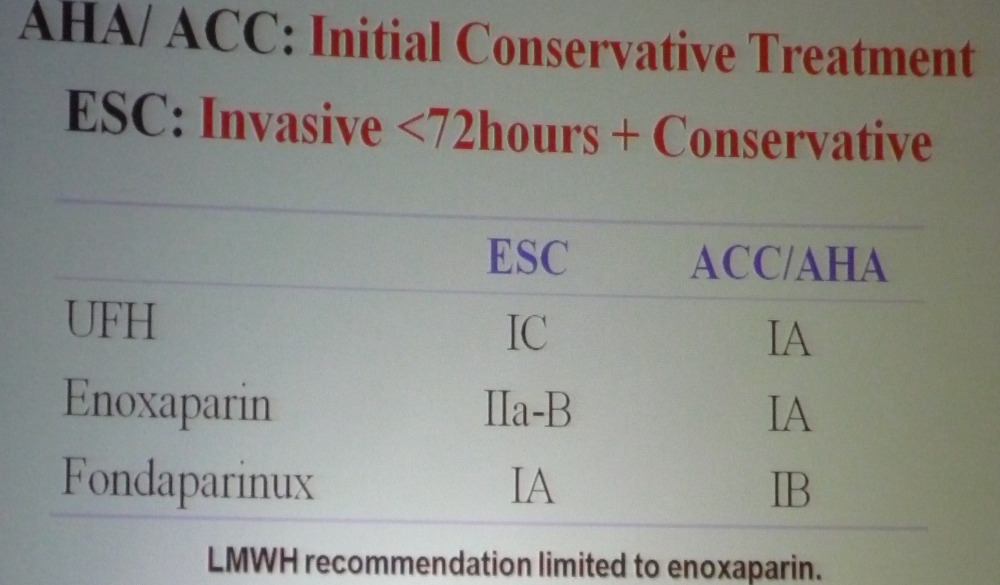 AHA/ ACC: Initial Conservative Treatment
ESC: Invasive <72hours + Conservative
ESC ACC/AHA
UFH IC IA
Enoxaparin IIa-B IA
Fondaparinux IA IB
LMWH recommendation limited to enoxaparin.